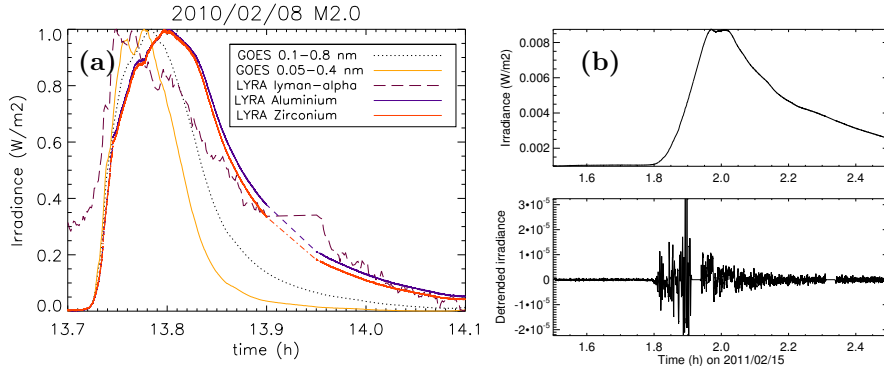 2010/02/08 M2.0
(a)
GOES 0.1-0.8 nm
GOES 0.05-0.4 nm
LYRA lyman-alpha
LYRA Aluminium
LYRA Zirconium
Irradiance (W/m2)
1.0
0.8
0.6
0.4
0.2
0.0
13.7 13.8 13.9 14.0 14.1
time (h)
(b)
Irradiance (W/m2)
0.008
0.006
0.004
0.002
1.6 1.8 2.0 2.2 2.4
Detrended irradiance
3•10⁻⁵
2•10⁻⁵
1•10⁻⁵
0
-1•10⁻⁵
-2•10⁻⁵
1.6 1.8 2.0 2.2 2.4
Time (h) on 2011/02/15